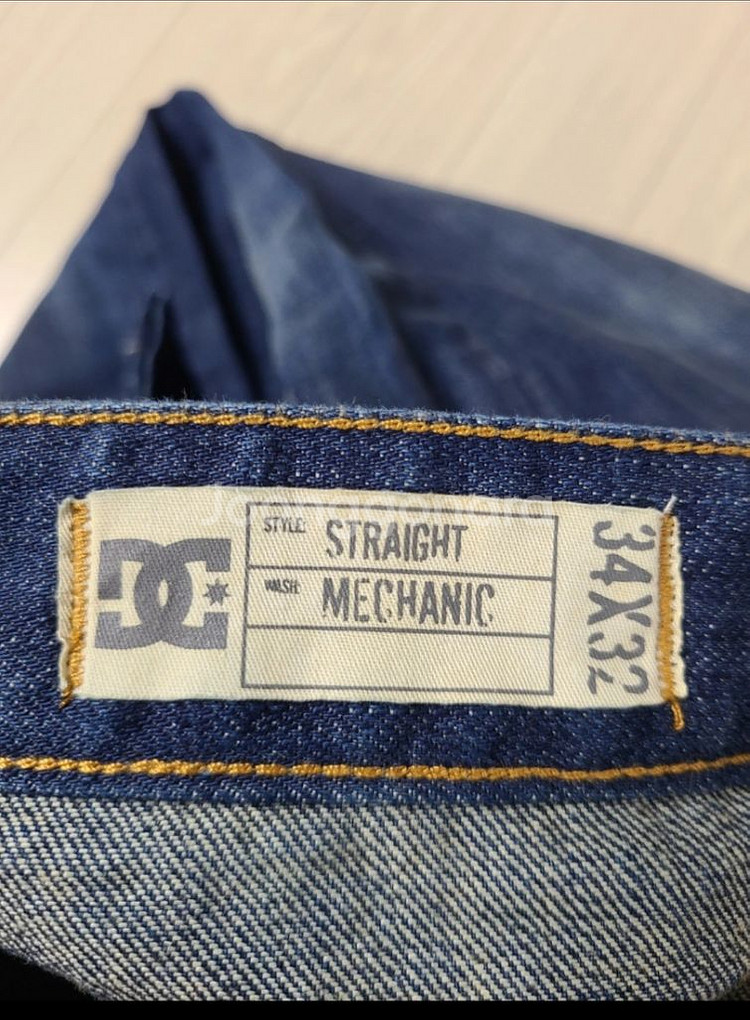 DC
STYLE: STRAIGHT
WASH: MECHANIC
34X32